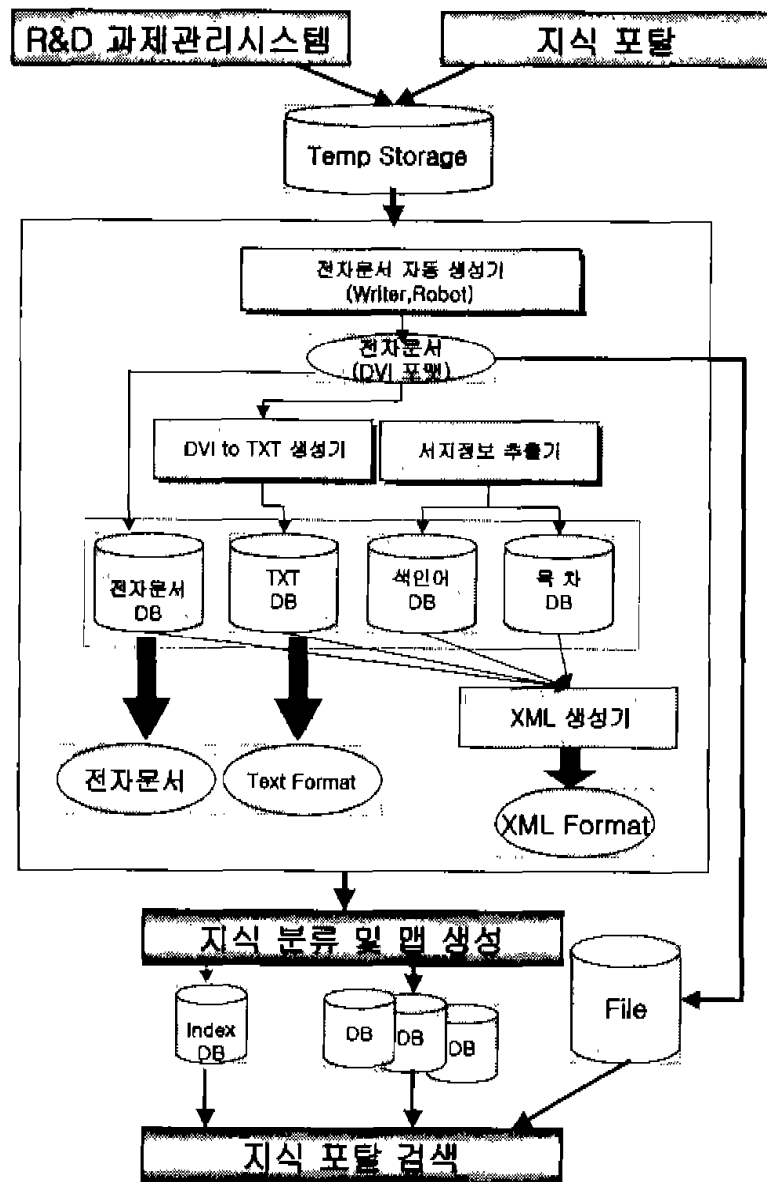 R&D 과제관리시스템
지식 포탈
Temp Storage
전자문서 자동 생성기
(Writer,Robot)
전자문서
(DVI 포맷)
DVI to TXT 생성기
서지정보 추출기
전자문서
DB
TXT
DB
색인어
DB
목 차
DB
XML 생성기
전자문서
Text Format
XML Format
지식 분류 및 맵 생성
Index
DB
DB
DB
DB
File
지식 포탈 검색